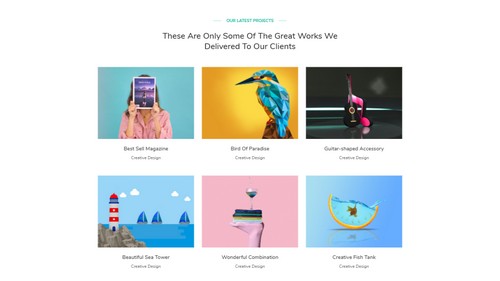 OUR LATEST PROJECTS
These Are Only Some Of The Great Works We
Delivered To Our Clients
Best Sell Magazine
Bird Of Paradise
Guitar-shaped Accessory
Creative Design
Creative Design
Creative Design
Beautiful Sea Tower
Wonderful Combination
Creative Fish Tank
Creative Design
Creative Design
Creative Design